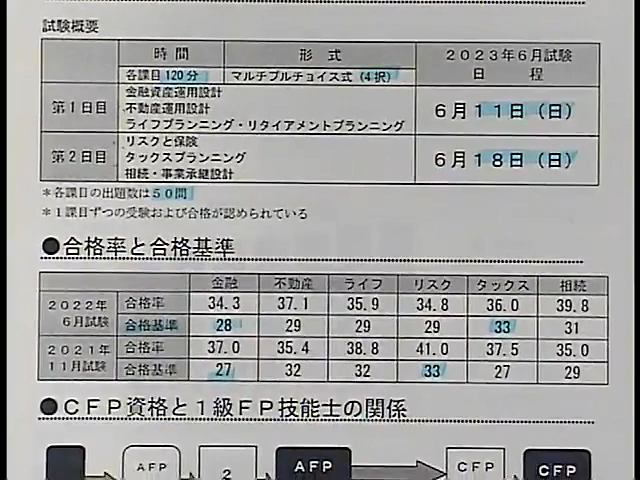 試験概要
時間 形式 2023年6月試験
日程
各課目120分 マルチプルチョイス式(4択)
第1日目 金融資産運用設計
不動産運用設計
ライフプランニング・リタイアメントプランニング
6月11日(日)
第2日目 リスクと保険
タックスプランニング
相続・事業承継設計
6月18日(日)
*各課目の出題数は50問
*1課目ずつの受験および合格が認められている
●合格率と合格基準
金融 不動産 ライフ リスク タックス 相続
2022年6月試験 合格率 34.3 37.1 35.9 34.8 36.0 39.8
合格基準 28 29 29 29 33 31
2021年11月試験 合格率 37.0 35.4 38.8 41.0 37.5 35.0
合格基準 27 32 32 33 27 29
●CFP資格と1級FP技能士の関係
AFP 2 AFP CFP CFP